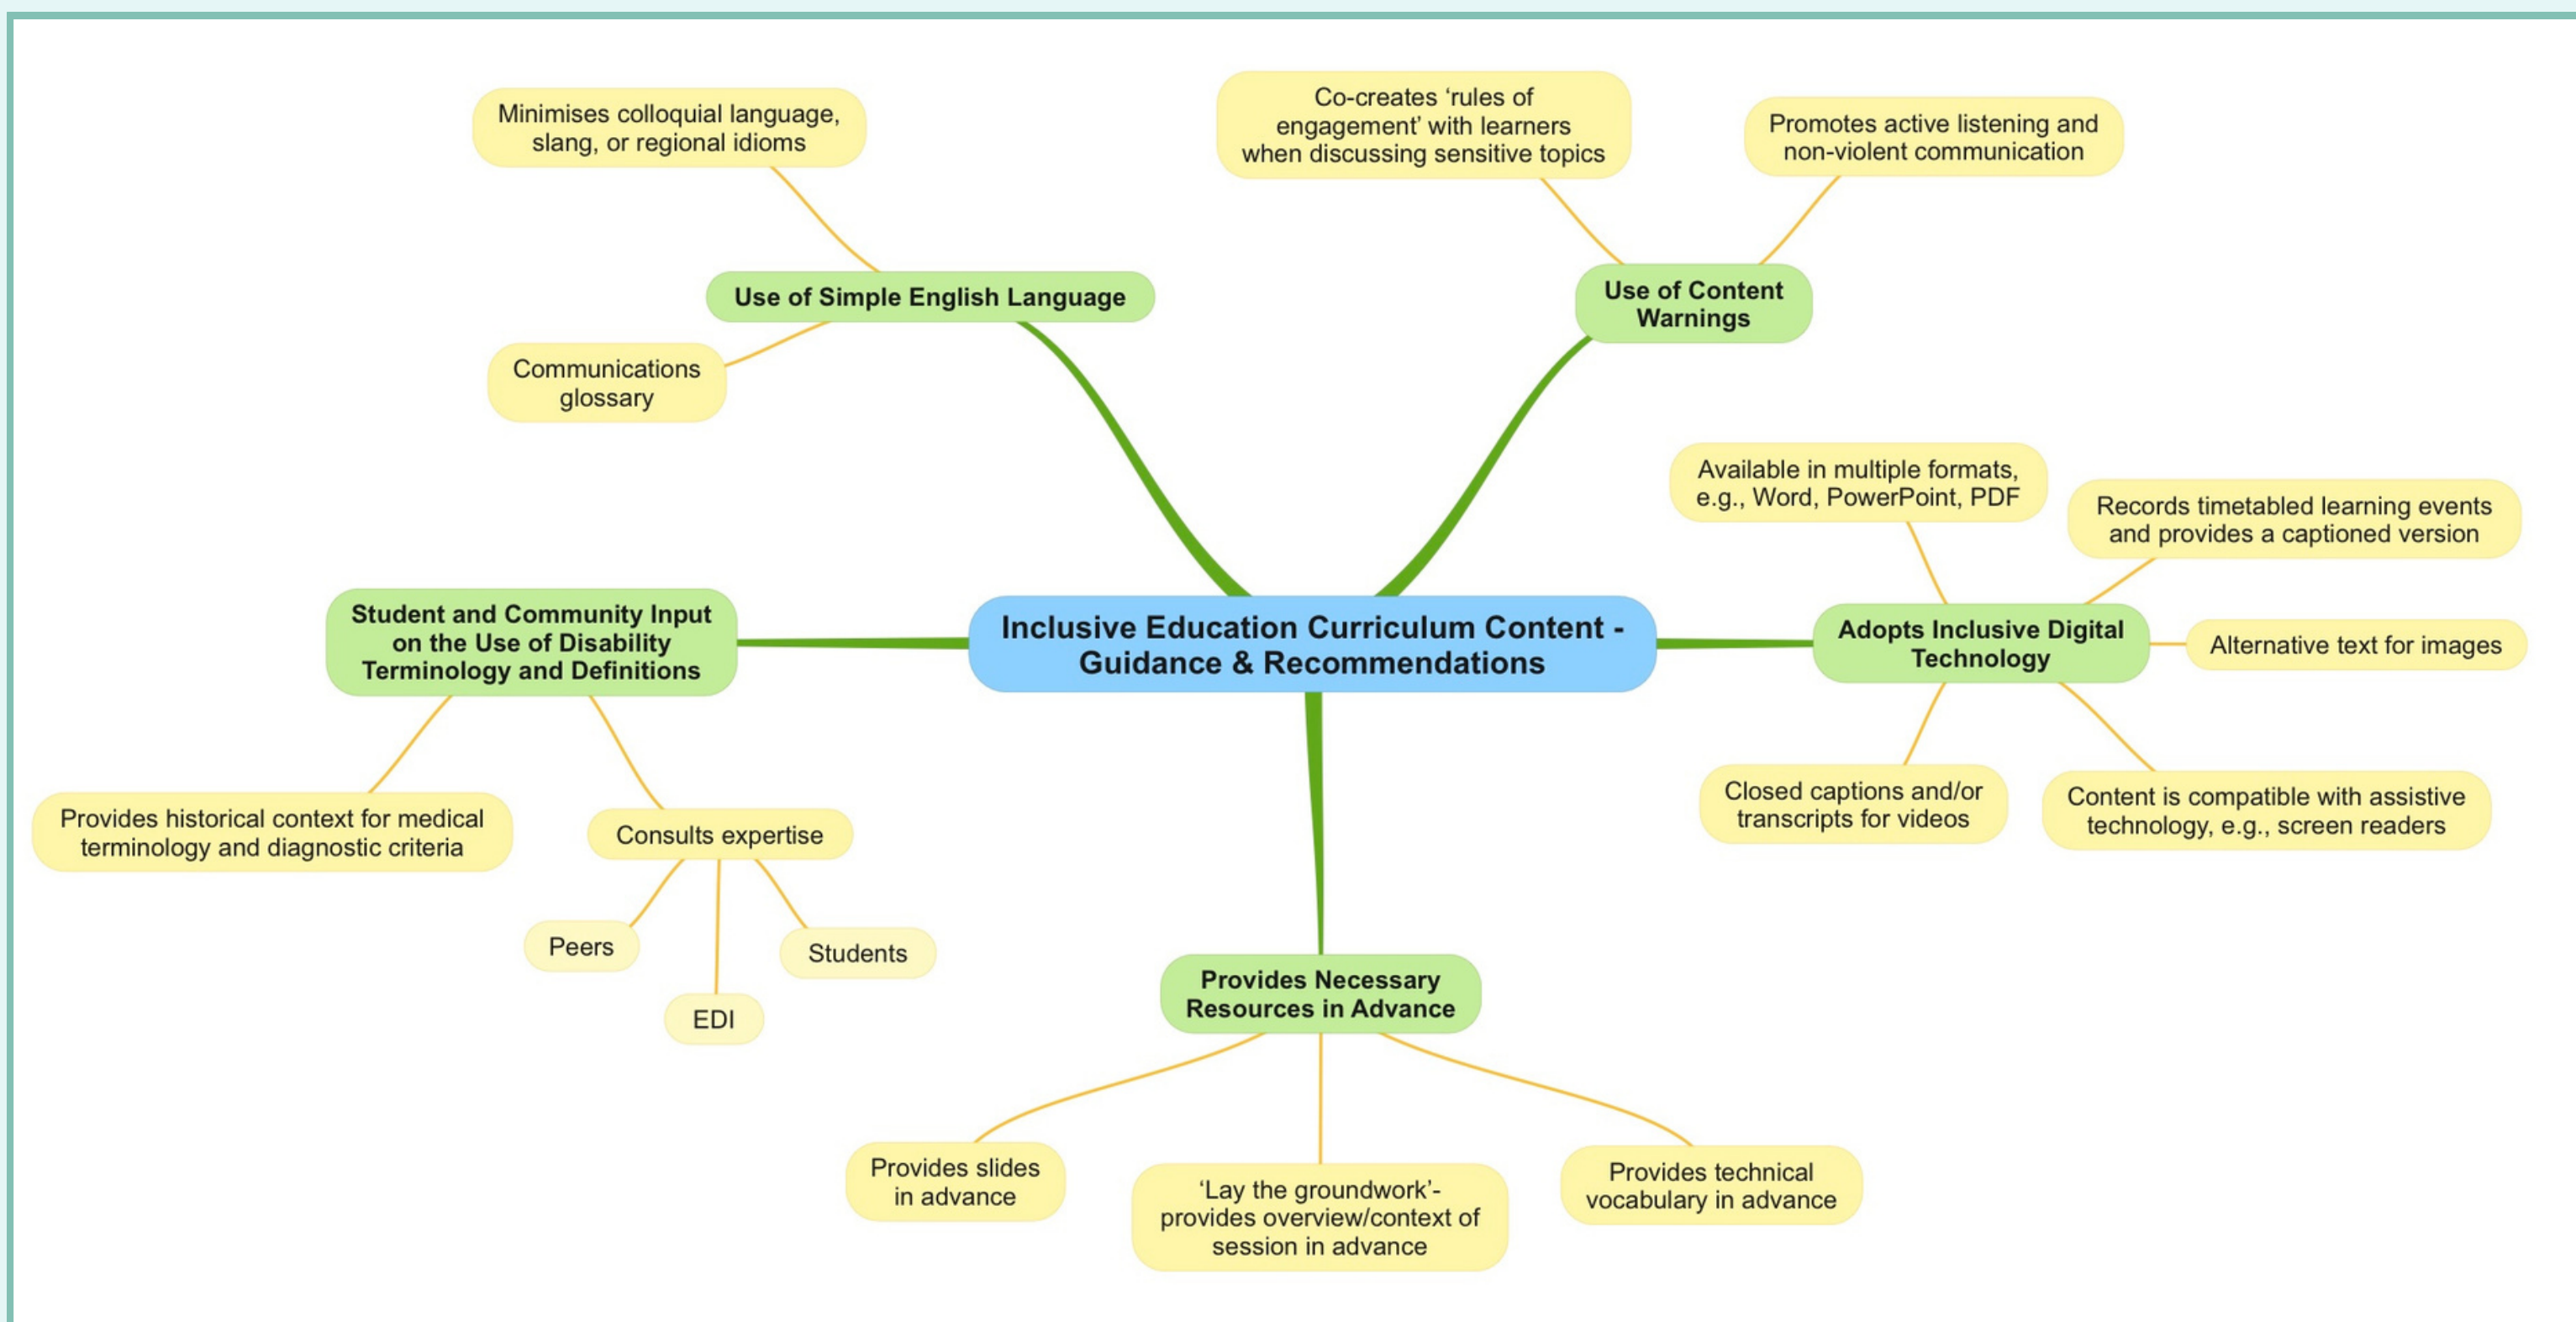 Minimises colloquial language,
slang, or regional idioms
Use of Simple English Language
Communications
glossary
Co-creates ‘rules of
engagement’ with learners
when discussing sensitive topics
Promotes active listening and
non-violent communication
Use of Content
Warnings
Available in multiple formats,
e.g., Word, PowerPoint, PDF
Records timetabled learning events
and provides a captioned version
Student and Community Input
on the Use of Disability
Terminology and Definitions
Inclusive Education Curriculum Content -
Guidance & Recommendations
Adopts Inclusive Digital
Technology
Alternative text for images
Closed captions and/or
transcripts for videos
Content is compatible with assistive
technology, e.g., screen readers
Provides historical context for medical
terminology and diagnostic criteria
Consults expertise
Peers
EDI
Students
Provides Necessary
Resources in Advance
Provides slides
in advance
‘Lay the groundwork’-
provides overview/context of
session in advance
Provides technical
vocabulary in advance